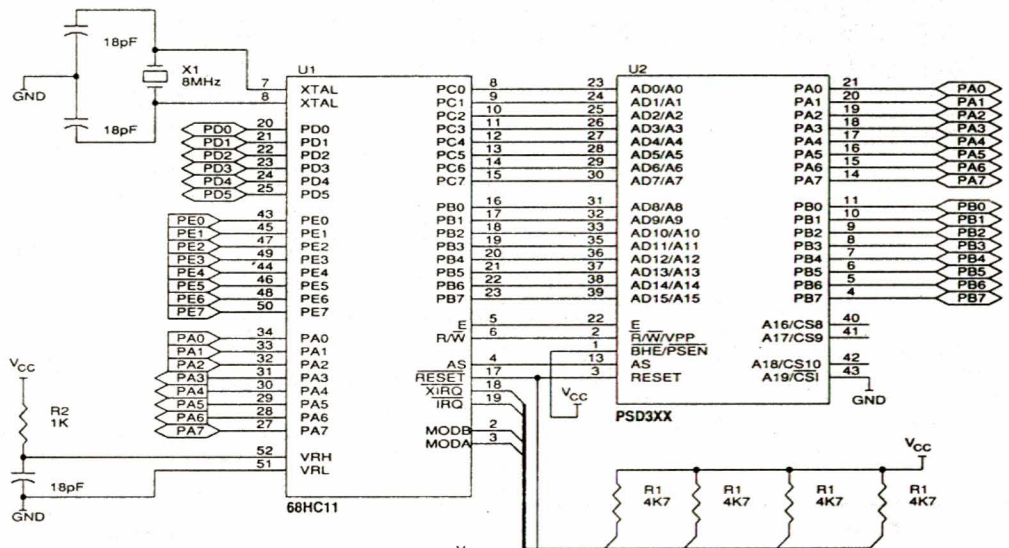 18pF
X1
8MHz
GND
18pF
U1
7 XTAL
8 XTAL
PD0 20 PD0
PD1 21 PD1
PD2 22 PD2
PD3 23 PD3
PD4 24 PD4
PD5 25 PD5
PE0 43 PE0
PE1 45 PE1
PE2 47 PE2
PE3 49 PE3
PE4 44 PE4
PE5 46 PE5
PE6 48 PE6
PE7 50 PE7
PA0 34 PA0
PA1 33 PA1
PA2 32 PA2
PA3 31 PA3
PA4 30 PA4
PA5 29 PA5
PA6 28 PA6
PA7 27 PA7
VCC
R2
1K
52 VRH
51 VRL
18pF
GND
PC0 8
PC1 9
PC2 10
PC3 11
PC4 12
PC5 13
PC6 14
PC7 15
PB0 16
PB1 17
PB2 18
PB3 19
PB4 20
PB5 21
PB6 22
PB7 23
E 5
R/W 6
AS 4
RESET 17
XIRQ 18
IRQ 19
MODB 2
MODA 3
68HC11
U2
23 AD0/A0
24 AD1/A1
25 AD2/A2
26 AD3/A3
27 AD4/A4
28 AD5/A5
29 AD6/A6
30 AD7/A7
31 AD8/A8
32 AD9/A9
33 AD10/A10
35 AD11/A11
36 AD12/A12
37 AD13/A13
38 AD14/A14
39 AD15/A15
22 E
2 R/W/VPP
1 BHE/PSEN
13 AS
3 RESET
VCC
PSD3XX
PA0 21 PA0
PA1 20 PA1
PA2 19 PA2
PA3 18 PA3
PA4 17 PA4
PA5 16 PA5
PA6 15 PA6
PA7 14 PA7
PB0 11 PB0
PB1 10 PB1
PB2 9 PB2
PB3 8 PB3
PB4 7 PB4
PB5 6 PB5
PB6 5 PB6
PB7 4 PB7
A16/CS8 40
A17/CS9 41
A18/CS10 42
A19/CSI 43
GND
VCC
R1 R1 R1 R1
4K7 4K7 4K7 4K7